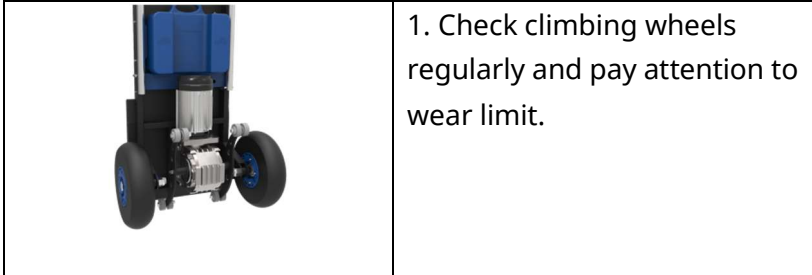 1. Check climbing wheels
regularly and pay attention to
wear limit.